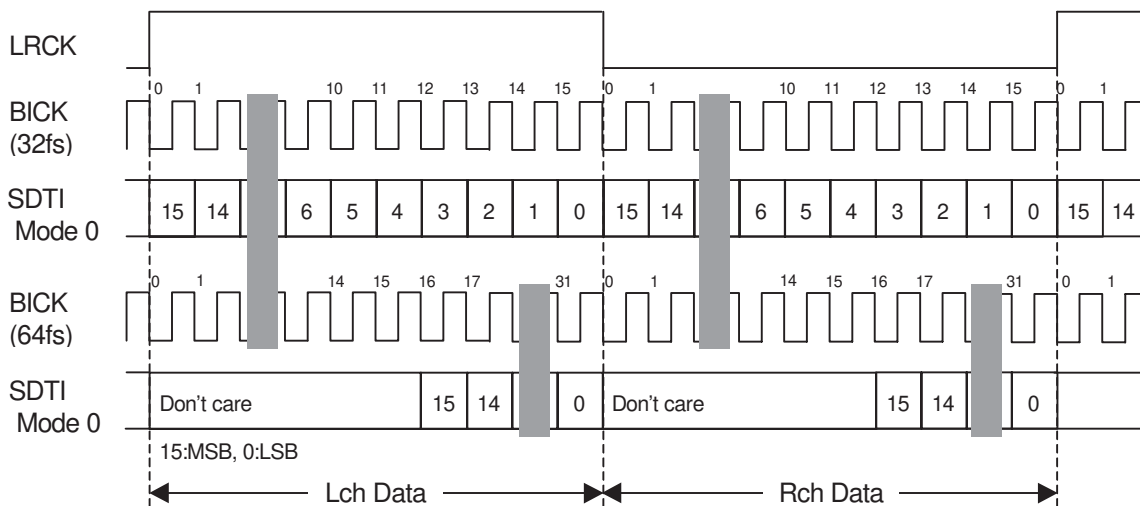 LRCK
0 1 10 11 12 13 14 15 0 1 10 11 12 13 14 15 0 1
BICK
(32fs)
SDTI
Mode 0
15 14 6 5 4 3 2 1 0 15 14 6 5 4 3 2 1 0 15 14
0 1 14 15 16 17 31 0 1 14 15 16 17 31 0 1
BICK
(64fs)
SDTI
Mode 0
Don't care 15 14 0 Don't care 15 14 0
15:MSB, 0:LSB
Lch Data Rch Data